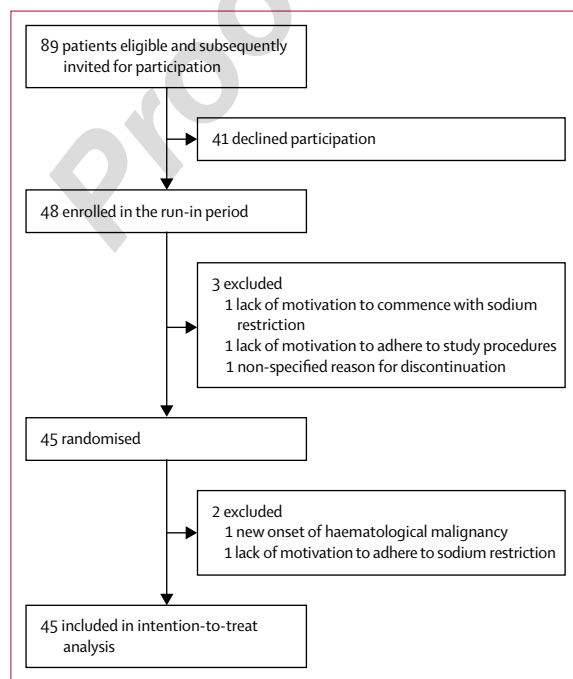 89 patients eligible and subsequently
invited for participation
41 declined participation
48 enrolled in the run-in period
3 excluded
1 lack of motivation to commence with sodium
restriction
1 lack of motivation to adhere to study procedures
1 non-specified reason for discontinuation
45 randomised
2 excluded
1 new onset of haematological malignancy
1 lack of motivation to adhere to sodium restriction
45 included in intention-to-treat
analysis